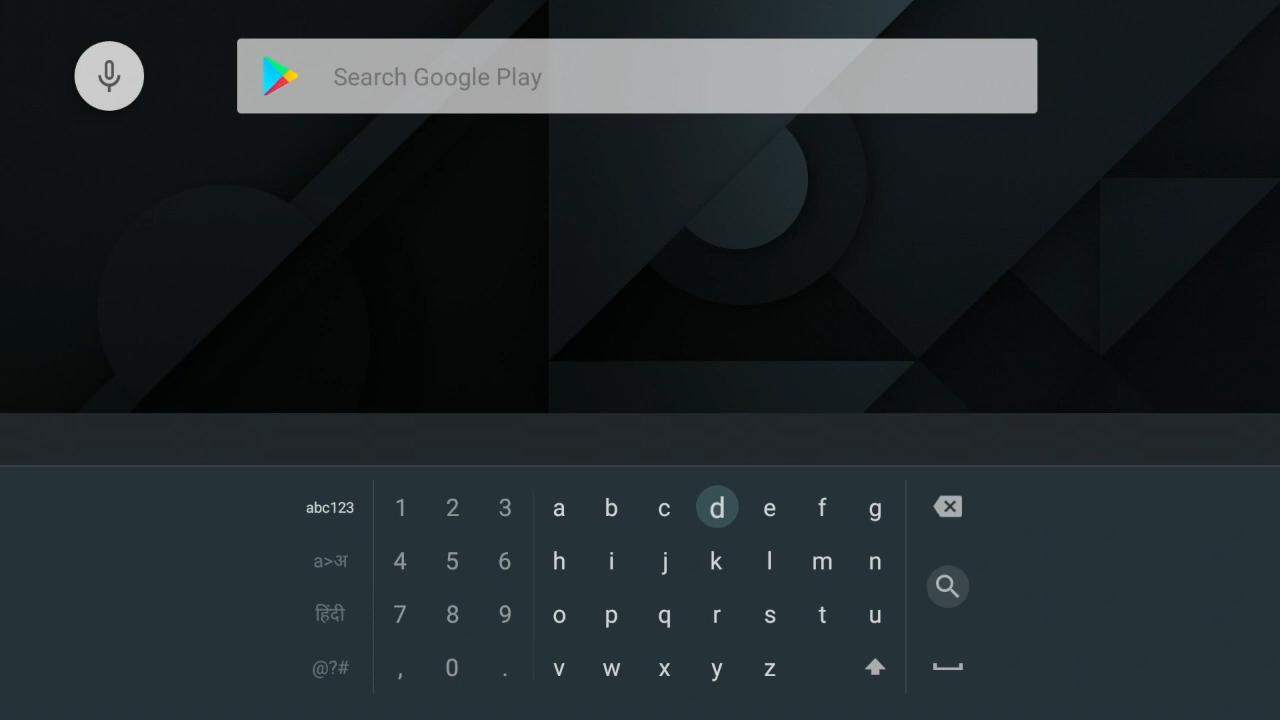 Search Google Play
abc123 1 2 3 a b c d e f g
a>अ 4 5 6 h i j k l m n
हिंदी 7 8 9 o p q r s t u
@?# , 0 . v w x y z